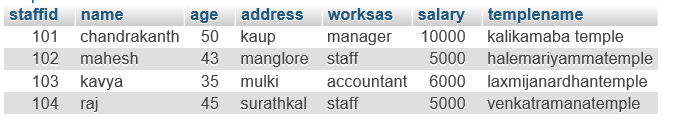 staffid name age address worksas salary templename
101 chandrakanth 50 kaup manager 10000 kalikamaba temple
102 mahesh 43 manglore staff 5000 halemariyammatemple
103 kavya 35 mulki accountant 6000 laxmijanardhantemple
104 raj 45 surathkal staff 5000 venkatramanatemple